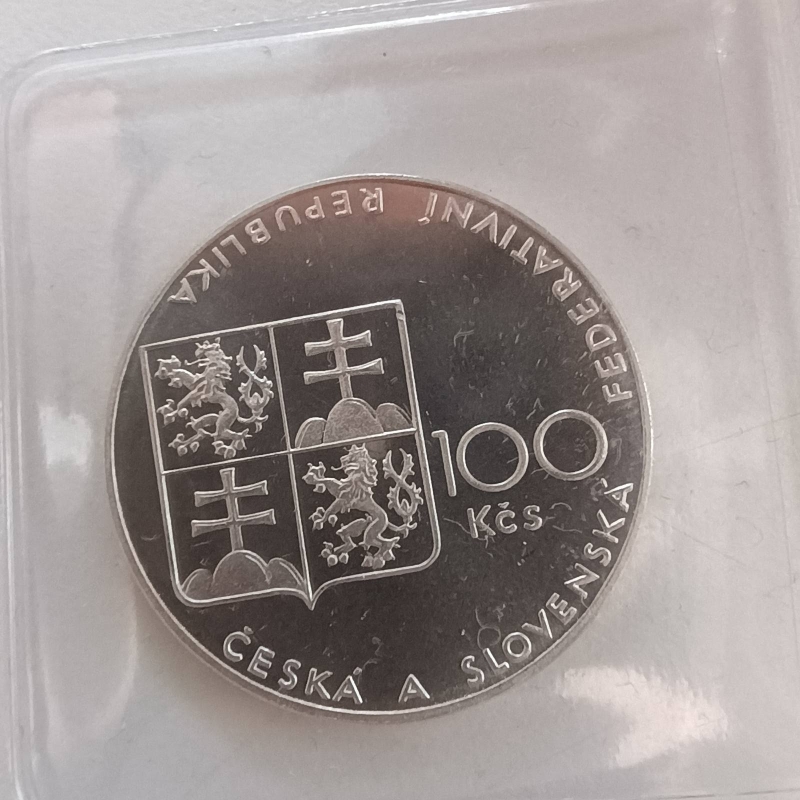 ČESKÁ A SLOVENSKÁ FEDERATIVNÍ REPUBLIKA
100
Kčs